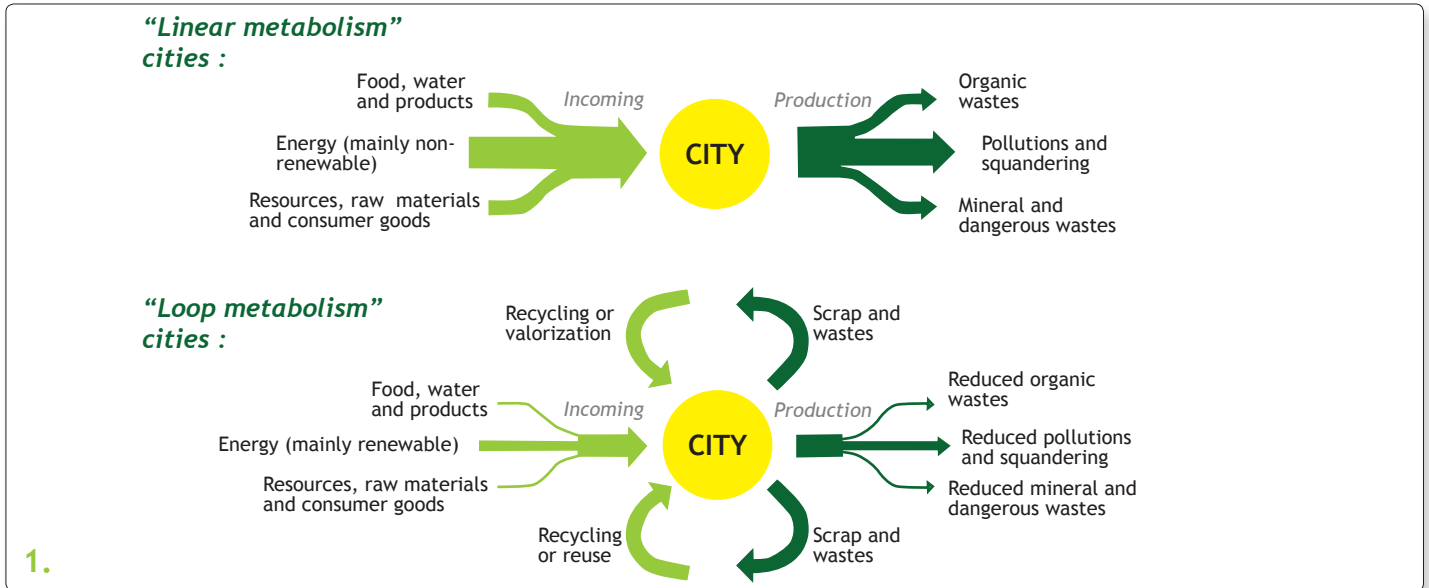 “Linear metabolism”
cities :
Food, water
and products
Incoming
Energy (mainly non-
renewable)
Resources, raw materials
and consumer goods
CITY
Production
Organic
wastes
Pollutions and
squandering
Mineral and
dangerous wastes
“Loop metabolism”
cities :
Recycling or
valorization
Scrap and
wastes
Food, water
and products
Incoming
Energy (mainly renewable)
Resources, raw materials
and consumer goods
CITY
Production
Reduced organic
wastes
Reduced pollutions
and squandering
Reduced mineral and
dangerous wastes
Recycling
or reuse
Scrap and
wastes
1.